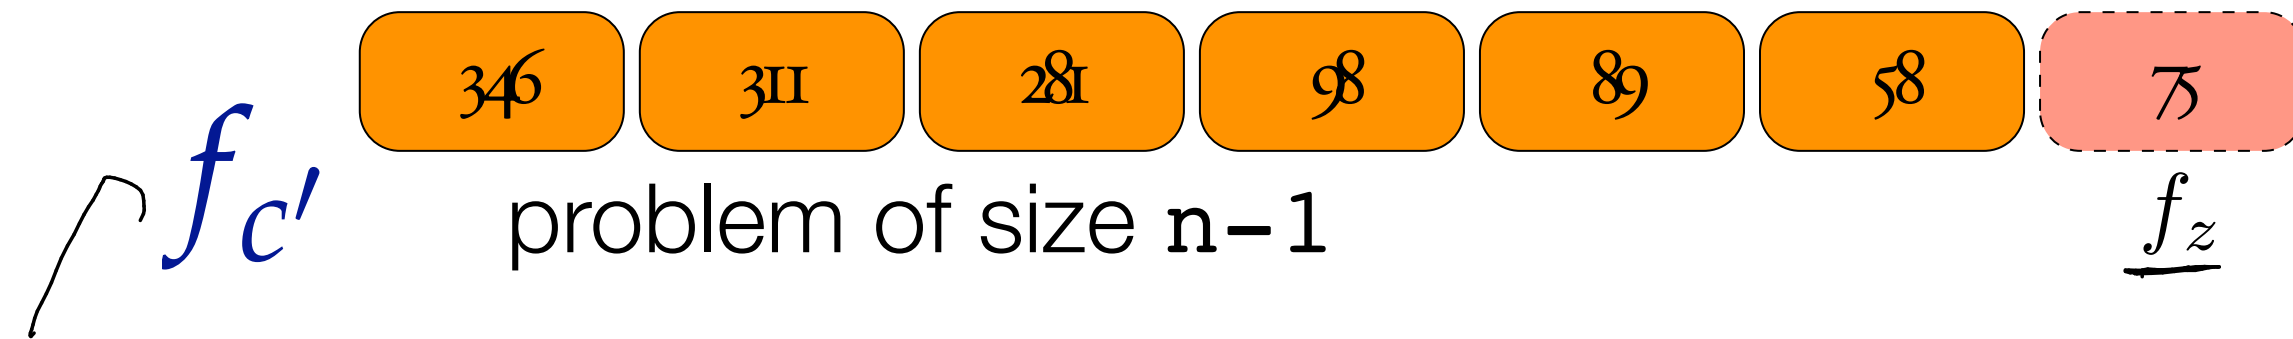 346 311 281 98 89 58 75
f_{c'} problem of size n-1 f_z